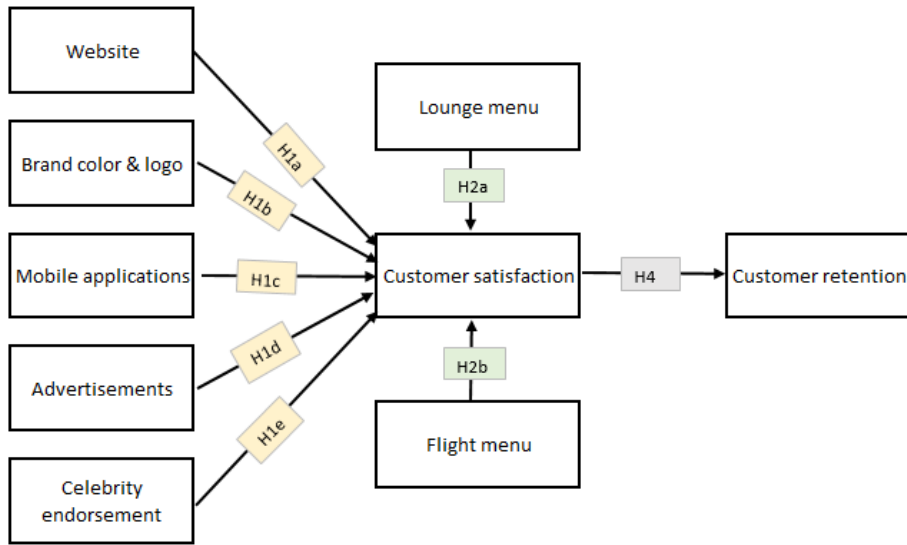 Website
Lounge menu
H1a
Brand color & logo
H2a
H1b
Mobile applications
H1c
Customer satisfaction
H4
Customer retention
H1d
H2b
Advertisements
H1e
Flight menu
Celebrity
endorsement